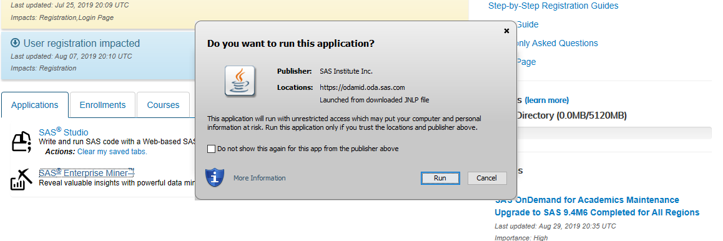 Last updated: Jul 25, 2019 20:09 UTC
Impacts: Registration,Login Page
User registration impacted
Last updated: Aug 07, 2019 20:10 UTC
Impacts: Registration
Applications
Enrollments
Courses
SAS® Studio
Write and run SAS code with a Web-based SAS
Actions: Clear my saved tabs.
SAS® Enterprise Miner™
Reveal valuable insights with powerful data min
Do you want to run this application?
Publisher: SAS Institute Inc.
Locations: https://odamid.oda.sas.com
Launched from downloaded JNLP file
This application will run with unrestricted access which may put your computer and personal
information at risk. Run this application only if you trust the locations and publisher above.
Do not show this again for this app from the publisher above
More Information
Run
Cancel
Step-by-Step Registration Guides
Guide
only Asked Questions
Page
s (learn more)
Directory (0.0MB/5120MB)
s
SAS OnDemand for Academics Maintenance
Upgrade to SAS 9.4M6 Completed for All Regions
Last updated: Aug 29, 2019 20:35 UTC
Importance: High